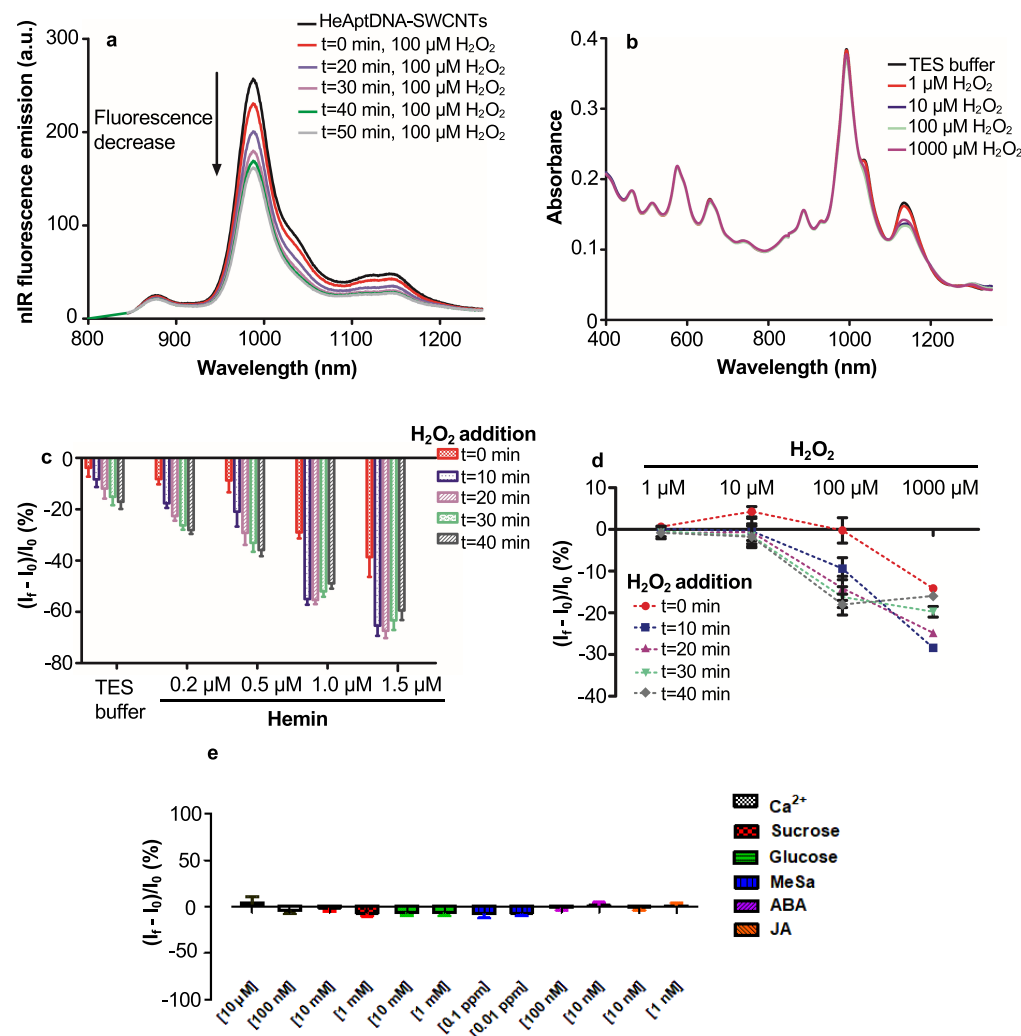 a
HeAptDNA-SWCNTs
t=0 min, 100 µM H₂O₂
t=20 min, 100 µM H₂O₂
t=30 min, 100 µM H₂O₂
t=40 min, 100 µM H₂O₂
t=50 min, 100 µM H₂O₂
Fluorescence
decrease
nIR fluorescence emission (a.u.)
300
200
100
0
800 900 1000 1100 1200
Wavelength (nm)
b
TES buffer
1 µM H₂O₂
10 µM H₂O₂
100 µM H₂O₂
1000 µM H₂O₂
Absorbance
0.4
0.3
0.2
0.1
0
400 600 800 1000 1200
Wavelength (nm)
c
H₂O₂ addition
t=0 min
t=10 min
t=20 min
t=30 min
t=40 min
(I_f - I₀)/I₀ (%)
0
-20
-40
-60
-80
TES
buffer
0.2 µM 0.5 µM 1.0 µM 1.5 µM
Hemin
d
H₂O₂
1 µM 10 µM 100 µM 1000 µM
(I_f - I₀)/I₀ (%)
10
0
-10
-20
-30
-40
H₂O₂ addition
t=0 min
t=10 min
t=20 min
t=30 min
t=40 min
e
(I_f - I₀)/I₀ (%)
100
50
0
-50
-100
[10 µM]
[100 nM]
[10 mM]
[1 mM]
[10 mM]
[1 mM]
[0.1 ppm]
[0.01 ppm]
[100 nM]
[10 nM]
[10 nM]
[1 nM]
Ca²⁺
Sucrose
Glucose
MeSa
ABA
JA